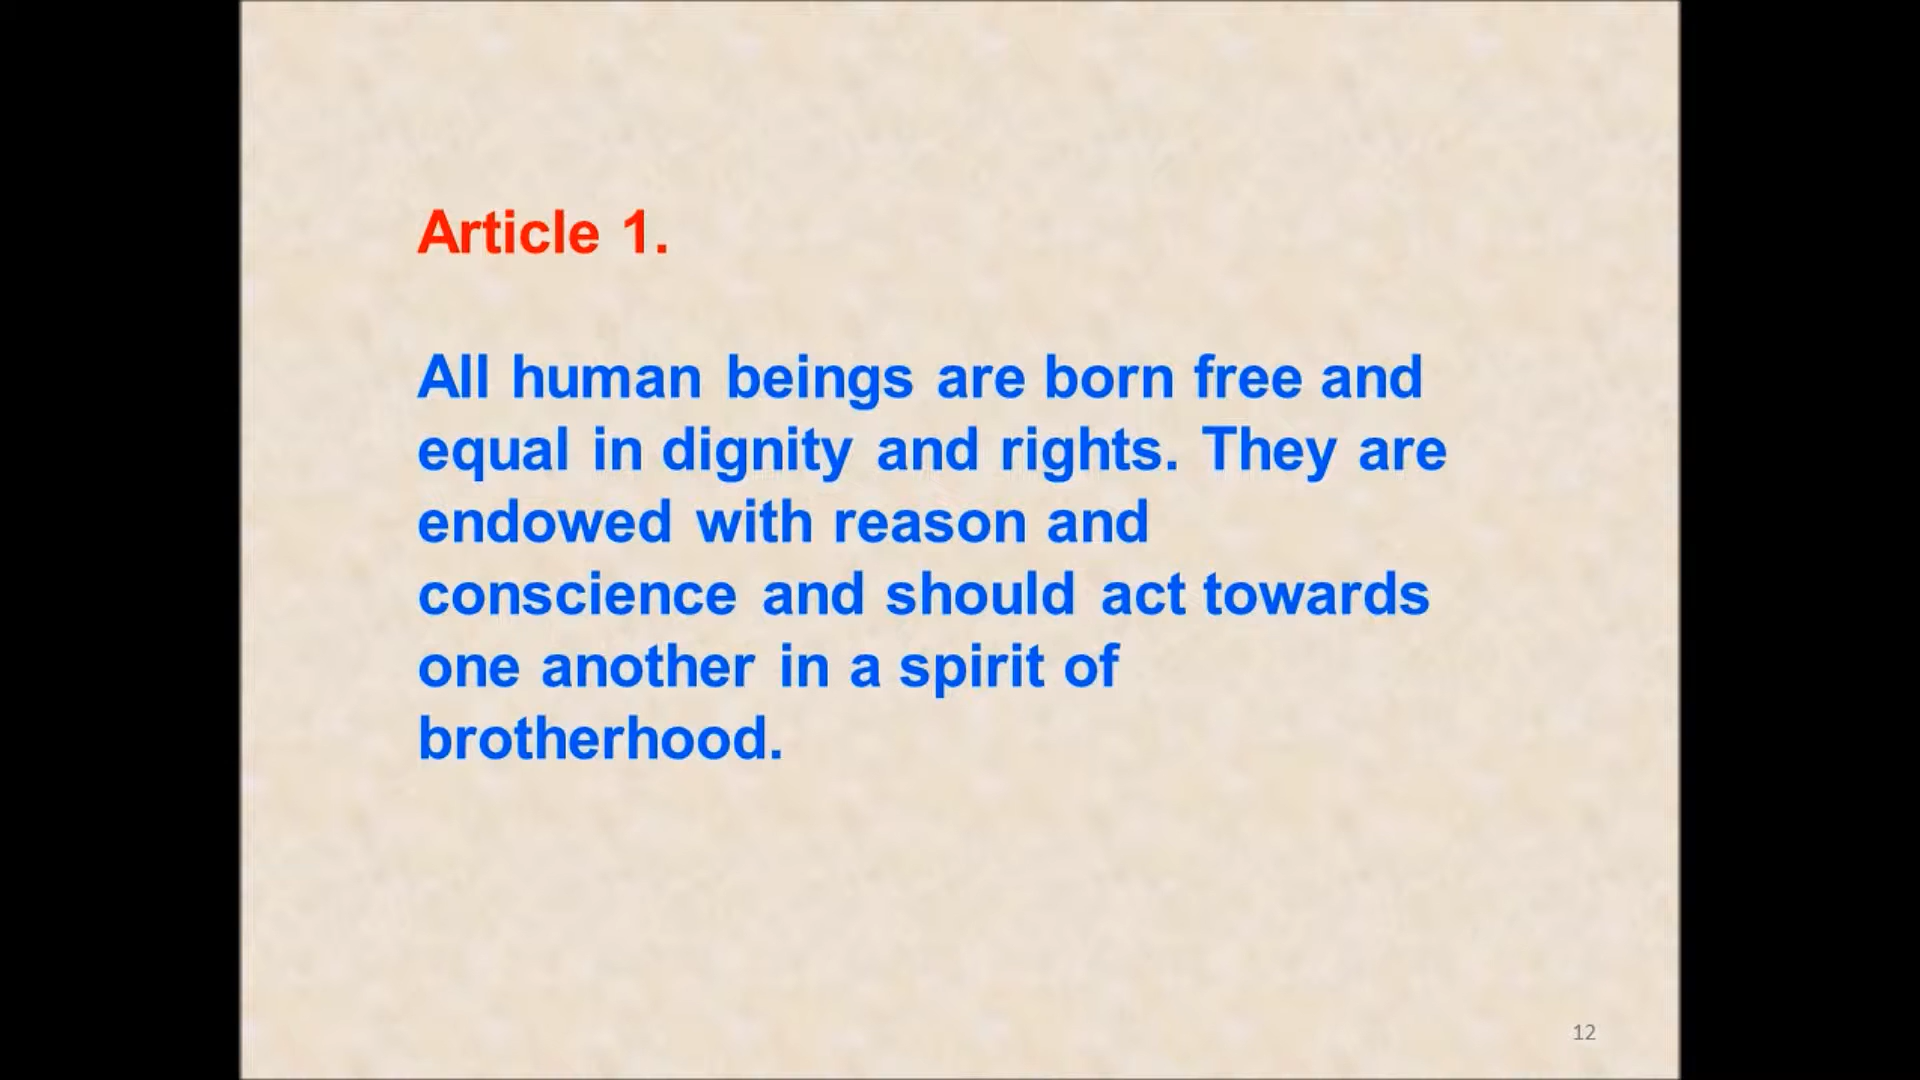 Article 1.
All human beings are born free and
equal in dignity and rights. They are
endowed with reason and
conscience and should act towards
one another in a spirit of
brotherhood.
12